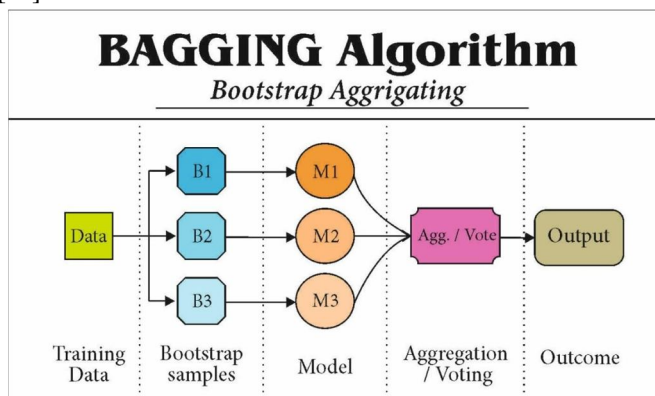 BAGGING Algorithm
Bootstrap Aggrigating
B1
M1
Data
B2
M2
Agg. / Vote
Output
B3
M3
Training
Data
Bootstrap
samples
Model
Aggregation
/ Voting
Outcome